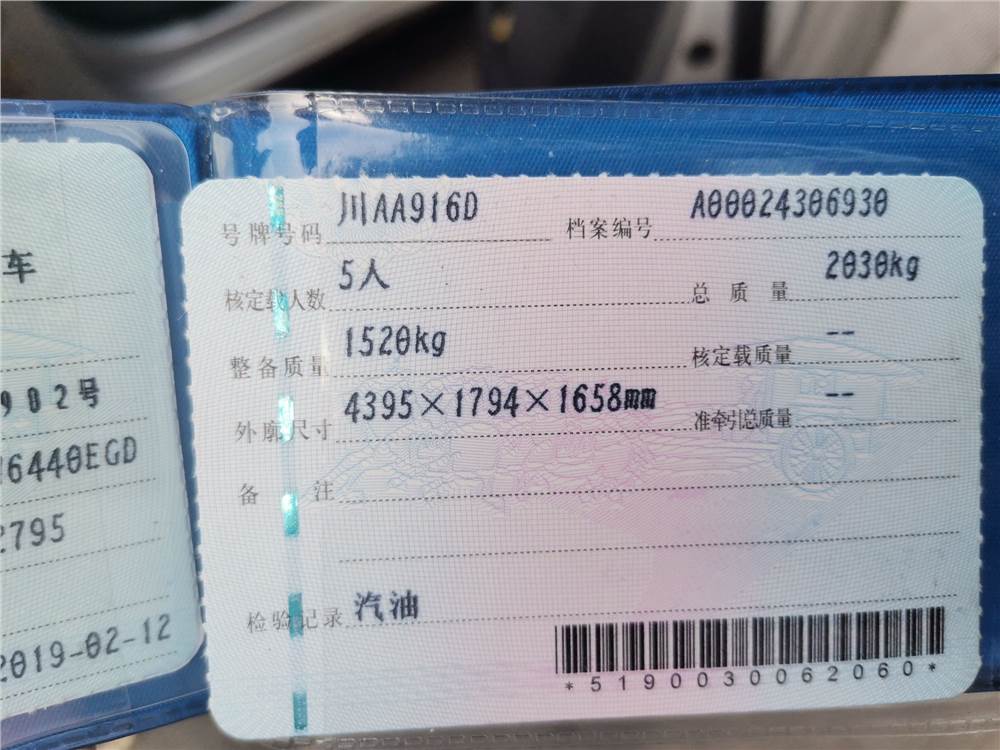 车
902号
6440EGD
2795
2019-02-12
号牌号码 川AA916D 档案编号 A00024306930
核定载人数 5人 总质量 2030kg
整备质量 1520kg 核定载质量 --
外廓尺寸 4395×1794×1658mm 准牵引总质量 --
备注
检验记录 汽油
*5190030062060*